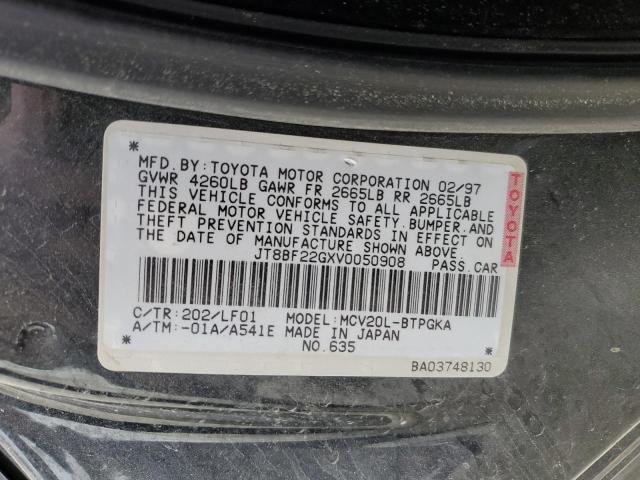 *
*
MFD.BY:TOYOTA MOTOR CORPORATION 02/97
GVWR 4260LB GAWR FR 2665LB RR 2665LB
THIS VEHICLE CONFORMS TO ALL APPLICABLE
FEDERAL MOTOR VEHICLE SAFETY,BUMPER,AND
THEFT PREVENTION STANDARDS IN EFFECT ON
THE DATE OF MANUFACTURE SHOWN ABOVE.
JT8BF22GXV0050908 PASS.CAR
TOYOTA
C/TR:202/LF01 MODEL:MCV20L-BTPGKA
A/TM:-01A/A541E MADE IN JAPAN
NO.635
*
BA03748130